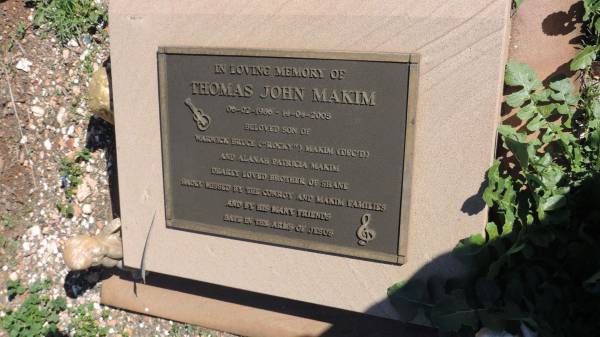 IN LOVING MEMORY OF
THOMAS JOHN MAKIM
06-02-1986 - 14-04-2005
BELOVED SON OF
WARWICK BRUCE ("ROCKY") MAKIM (DEC'D)
AND ALANAH PATRICIA MAKIM
DEARLY LOVED BROTHER OF SHANE
SADLY MISSED BY THE CONROY AND MAKIM FAMILIES
AND BY HIS MANY FRIENDS
SAFE IN THE ARMS OF JESUS